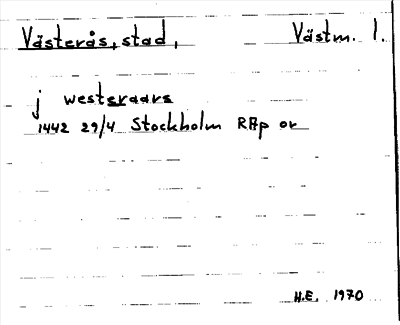 Västerås, stad, Västm. 1.
j westeraars
1442 29/4 Stockholm RAp or
H.E. 1970